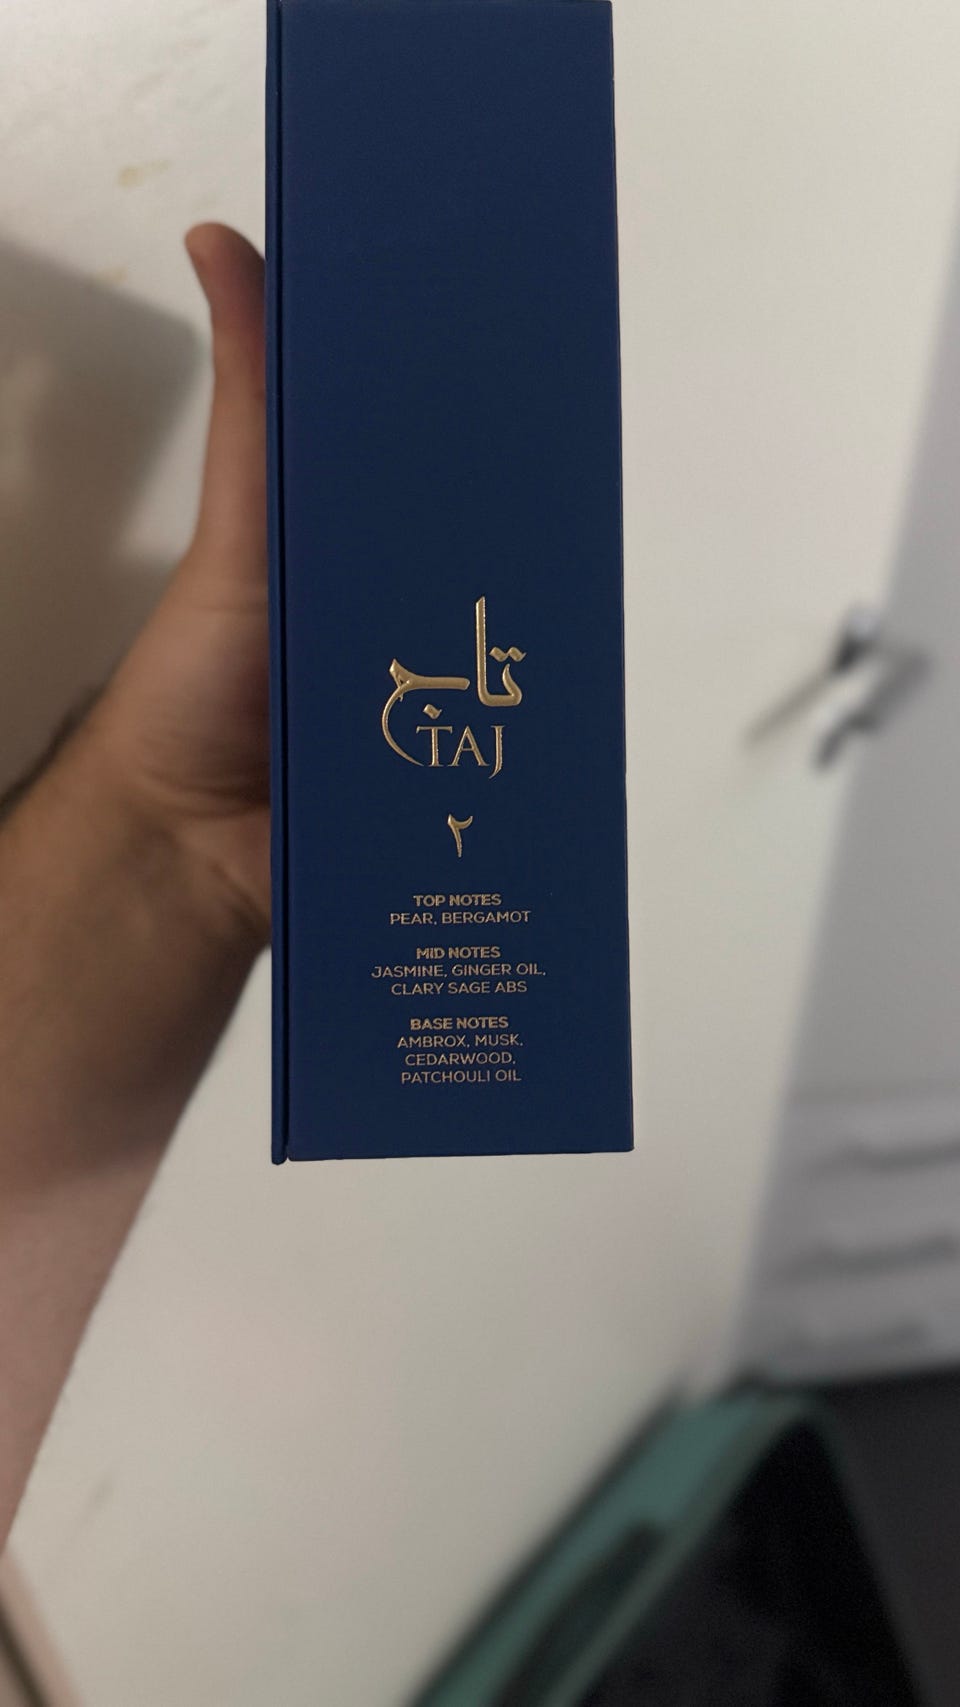 تاج
TAJ
٢
TOP NOTES
PEAR, BERGAMOT
MID NOTES
JASMINE, GINGER OIL,
CLARY SAGE ABS
BASE NOTES
AMBROX, MUSK,
CEDARWOOD,
PATCHOULI OIL